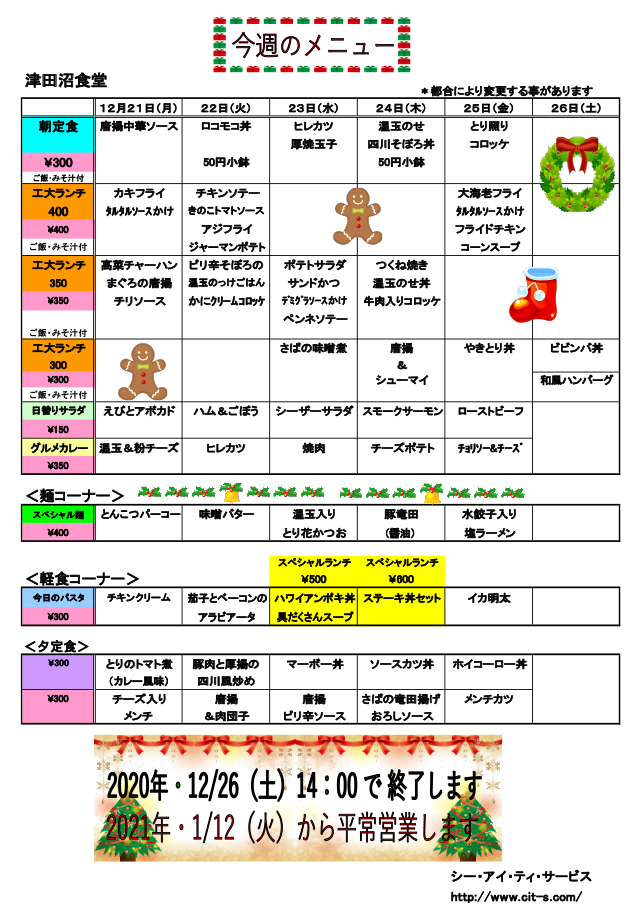 今週のメニュー
津田沼食堂
＊都合により変更する事があります
12月21日(月) 22日(火) 23日(水) 24日(木) 25日(金) 26日(土)
朝定食 唐揚中華ソース ロコモコ丼 ヒレカツ 温玉のせ とり照り
厚焼玉子 四川そぼろ丼 コロッケ
¥300 50円小鉢 50円小鉢
ご飯・みそ汁付
工大ランチ カキフライ チキンソテー 大海老フライ
400 ﾀﾙﾀﾙｿｰｽかけ きのこトマトソース ﾀﾙﾀﾙｿｰｽかけ
¥400 アジフライ フライドチキン
ご飯・みそ汁付 ジャーマンポテト コーンスープ
工大ランチ 高菜チャーハン ピリ辛そぼろの ポテトサラダ つくね焼き
350 まぐろの唐揚 温玉のっけごはん サンドかつ 温玉のせ丼
¥350 チリソース かにクリームコロッケ ﾃﾞﾐｸﾞﾗｿｰｽかけ 牛肉入りコロッケ
ペンネソテー
ご飯・みそ汁付
工大ランチ さばの味噌煮 唐揚 やきとり丼 ビビンバ丼
300 ＆
¥300 シューマイ 和風ハンバーグ
ご飯・みそ汁付
日替りサラダ えびとアボカド ハム＆ごぼう シーザーサラダ スモークサーモン ローストビーフ
¥150
グルメカレー 温玉＆粉チーズ ヒレカツ 焼肉 チーズポテト ﾁｮﾘｿｰ&ﾁｰｽﾞ
¥350
＜麺コーナー＞
スペシャル麺 とんこつパーコー 味噌バター 温玉入り 豚竜田 水餃子入り
¥400 とり花かつお (醤油) 塩ラーメン
スペシャルランチ スペシャルランチ
＜軽食コーナー＞ ¥500 ¥600
今日のパスタ チキンクリーム 茄子とベーコンの ハワイアンポキ丼 ステーキ丼セット イカ明太
¥300 アラビアータ 具だくさんスープ
＜夕定食＞
¥300 とりのトマト煮 豚肉と厚揚の マーボー丼 ソースカツ丼 ホイコーロー丼
(カレー風味) 四川風炒め
¥300 チーズ入り 唐揚 唐揚 さばの竜田揚げ メンチカツ
メンチ ＆肉団子 ピリ辛ソース おろしソース
2020年・12/26（土）14：00で終了します
2021年・1/12（火）から平常営業します
シー・アイ・ティ・サービス
http://www.cit-s.com/